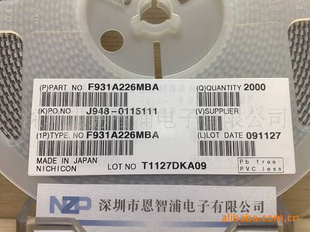 (P)PART NO F931A226MBA (Q)QUANTITY 2000
(K)PO.NO J948-0115111 (V)SUPPLIER
(1P)TYPE.NO F931A226MBA (L)LOT DATE 091127
MADE IN JAPAN
NICHICON LOT NO T1127DKA09
Pb free
PVC less
NZP 深圳市恩智浦电子有限公司
alibaba.com.cn